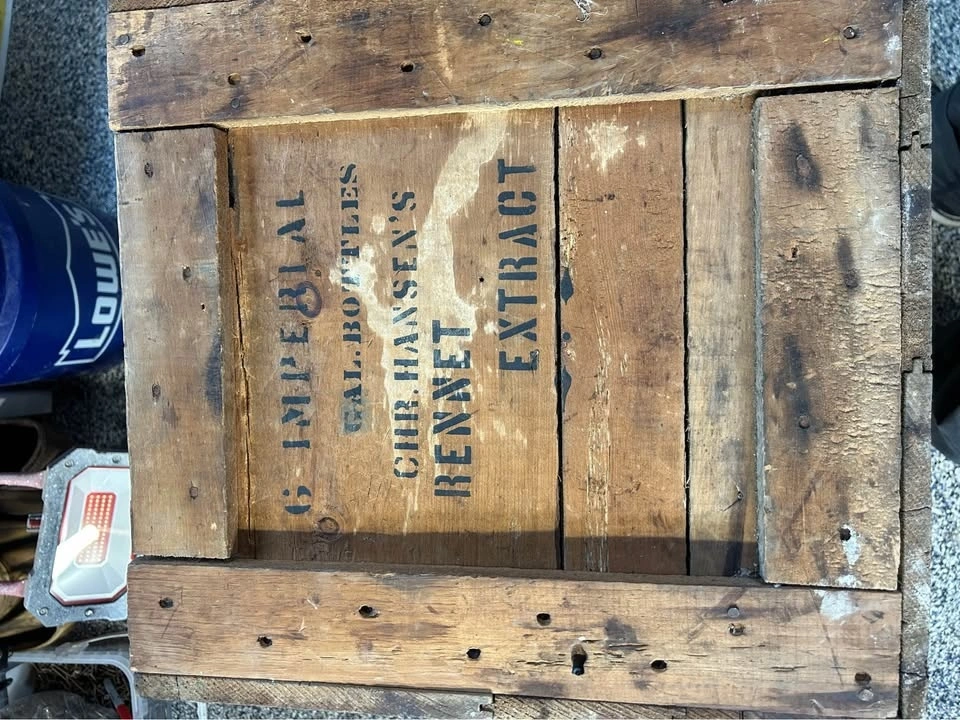 6 IMPERIAL
GAL. BOTTLES
CHR. HANSEN'S
RENNET
EXTRACT
LOWE'S